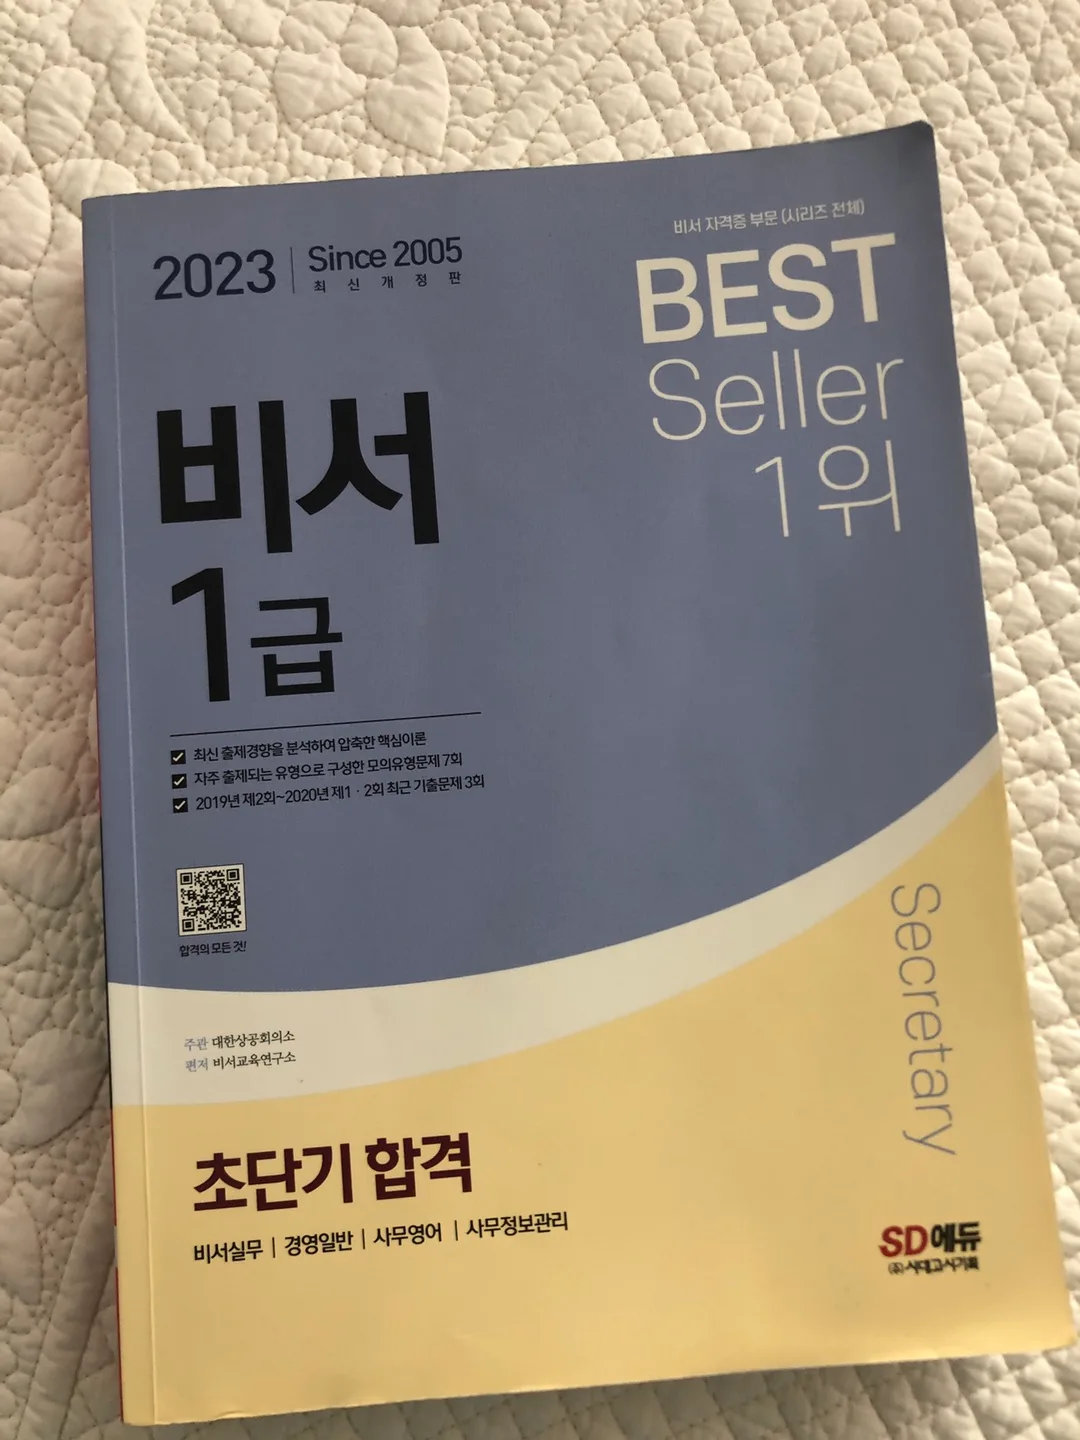 2023
Since 2005
최신개정판
비서 자격증 부문 (시리즈 전체)
BEST
Seller
1위
비서
1급
최신 출제경향을 분석하여 압축한 핵심이론
자주 출제되는 유형으로 구성한 모의유형문제 7회
2019년 제2회~2020년 제1·2회 최근 기출문제 3회
합격의 모든 것!
주관 대한상공회의소
편저 비서교육연구소
Secretary
초단기 합격
비서실무 | 경영일반 | 사무영어 | 사무정보관리
SD에듀
(주)시대고시기획